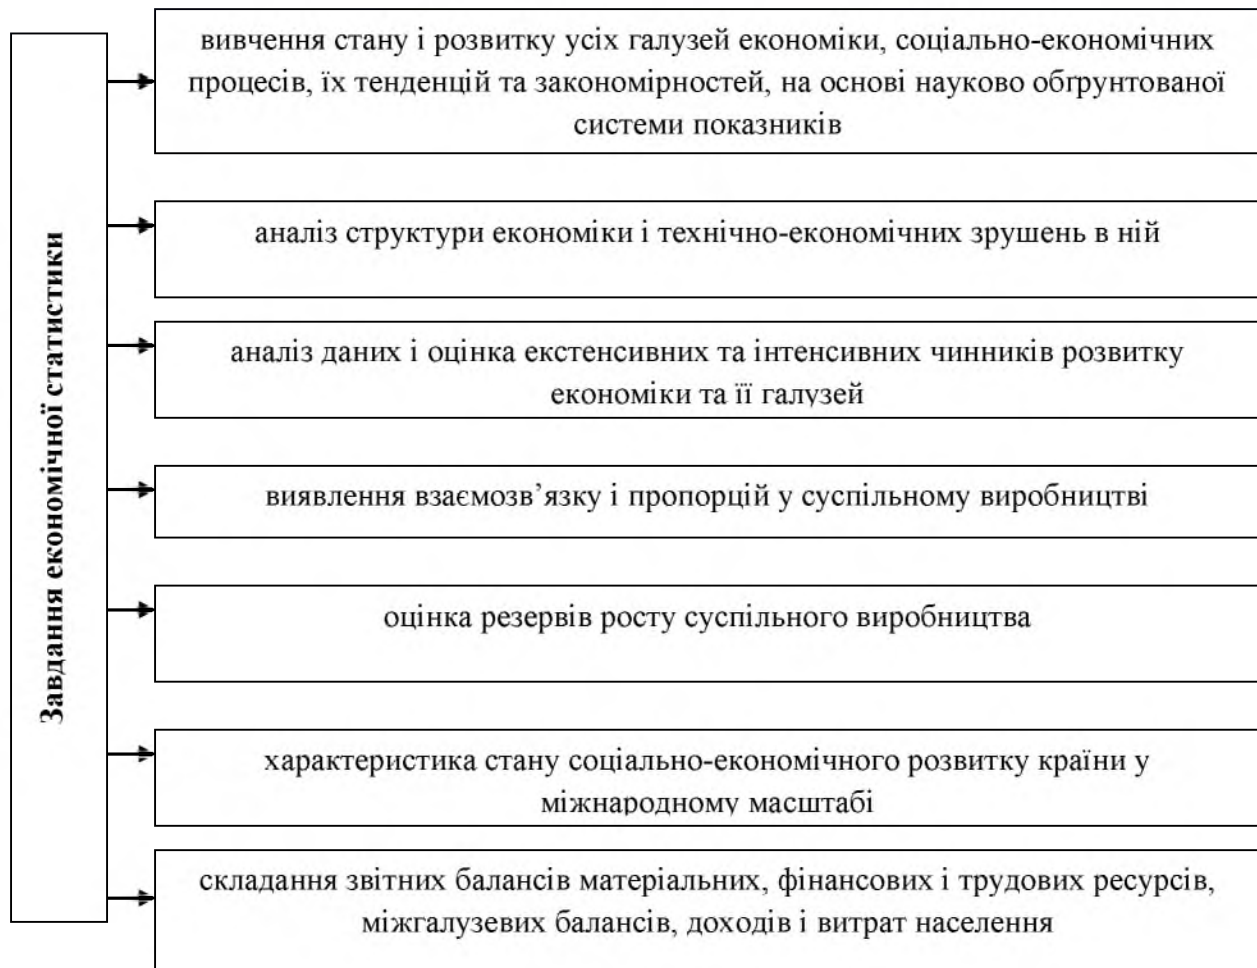 Завдання економічної статистики
вивчення стану і розвитку усіх галузей економіки, соціально-економічних
процесів, їх тенденцій та закономірностей, на основі науково обґрунтованої
системи показників
аналіз структури економіки і технічно-економічних зрушень в ній
аналіз даних і оцінка екстенсивних та інтенсивних чинників розвитку
економіки та її галузей
виявлення взаємозв’язку і пропорцій у суспільному виробництві
оцінка резервів росту суспільного виробництва
характеристика стану соціально-економічного розвитку країни у
міжнародному масштабі
складання звітних балансів матеріальних, фінансових і трудових ресурсів,
міжгалузевих балансів, доходів і витрат населення